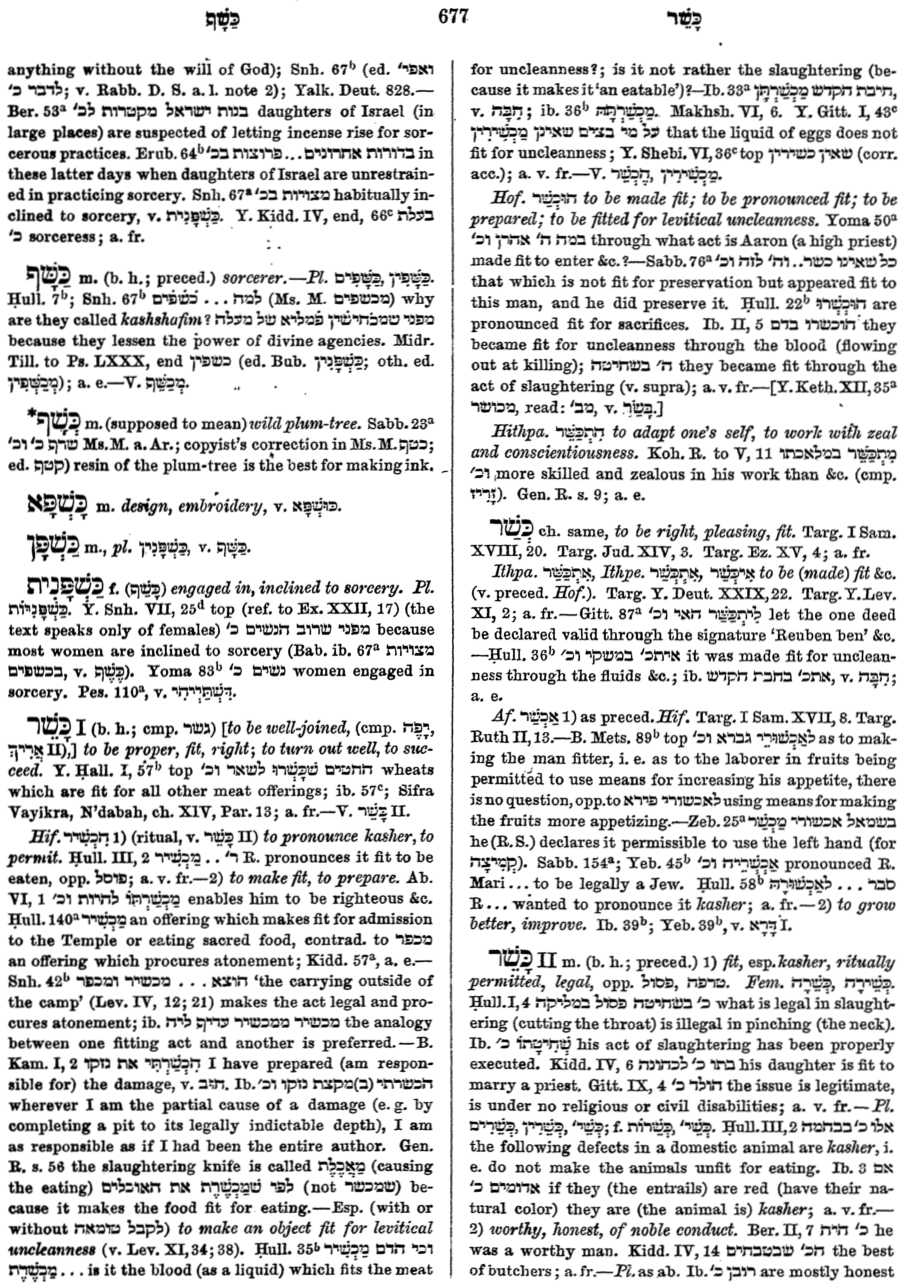 כַּשָּׁף 677 כָּשֵׁר
anything without the will of God); Snh. 67ᵇ (ed. ואפי׳
לדבר כ׳; v. Rabb. D. S. a. l. note 2); Yalk. Deut. 828.—
Ber. 53ᵃ בנות ישראל מקטרות לכ׳ daughters of Israel (in
large places) are suspected of letting incense rise for sor-
cerous practices. Erub. 64ᵇ בדורות אחרונים...פרוצות בכ׳ in
these latter days when daughters of Israel are unrestrain-
ed in practicing sorcery. Snh. 67ᵃ מצויות בכ׳ habitually in-
clined to sorcery, v. כַּשְּׁפָנִית. Y. Kidd. IV, end, 66ᶜ בעלת
כ׳ sorceress; a. fr.
כַּשָּׁף m. (b. h.; preced.) sorcerer.—Pl. כַּשָּׁפִים, כַּשָּׁפִין.
Ḥull. 7ᵇ; Snh. 67ᵇ למה ... כשפים (Ms. M. מכשפים) why
are they called kashshafim? מפני שמכחישין פמליא של מעלה
because they lessen the power of divine agencies. Midr.
Till. to Ps. LXXX, end כשפין (ed. Bub. כַּשְּׁפָנִין; oth. ed.
מְכַשְּׁפִין); a. e.—V. מְכַשֵּׁף.
*כַּשָּׁף m. (supposed to mean) wild plum-tree. Sabb. 23ᵃ
שרף כ׳ וכ׳ Ms. M. a. Ar.; copyist's correction in Ms. M. כטף;
ed. קטף) resin of the plum-tree is the best for making ink.
כַּשְׁפָּא m. design, embroidery, v. כּוּשְׁפָּא.
כַּשְׁפָּן m., pl. כַּשְׁפָּנִין, v. כַּשָּׁף.
כַּשְׁפָנִית f. (כַּשָּׁף) engaged in, inclined to sorcery. Pl.
כַּשְׁפָּנִיּוֹת. Y. Snh. VII, 25ᵈ top (ref. to Ex. XXII, 17) (the
text speaks only of females) מפני שרוב הנשים כ׳ because
most women are inclined to sorcery (Bab. ib. 67ᵃ מצויות
בכשפים, v. כֶּשֶׁף). Yoma 83ᵇ נשים כ׳ women engaged in
sorcery. Pes. 110ᵃ, v.
כָּשֵׁר I (b. h.; cmp. גשר) [to be well-joined, (cmp. יָפֶה,
אֲרִיךְ II),] to be proper, fit, right; to turn out well, to suc-
ceed. Y. Ḥall. I, 57ᵇ top חטים שכָּשְׁרוּ לשאר וכ׳ wheats
which are fit for all other meat offerings; ib. 57ᶜ; Sifra
Vayikra, N'dabah, ch. XIV, Par. 13; a. fr.—V. כָּשֵׁר II.
Hif. הִכְשִׁיר 1) (ritual, v. כָּשֵׁר II) to pronounce kasher, to
permit. Ḥull. III, 2 ר׳ .. מַכְשִׁיר R. pronounces it fit to be
eaten, opp. פוסל; a. v. fr.—2) to make fit, to prepare. Ab.
VI, 1 מַכְשַׁרְתּוֹ להיות וכ׳ enables him to be righteous &c.
Ḥull. 140ᵃ מַכְשִׁיר an offering which makes fit for admission
to the Temple or eating sacred food, contrad. to מכפר
an offering which procures atonement; Kidd. 57ᵃ, a. e.—
Snh. 42ᵇ הוצא ... מכשיר ומכפר 'the carrying outside of
the camp' (Lev. IV, 12; 21) makes the act legal and pro-
cures atonement; ib. מכשיר ממכשיר עדיף ליה the analogy
between one fitting act and another is preferred.—B.
Kam. I, 2 הִכְשַׁרְתִּי את נזקו I have prepared (am respon-
sible for) the damage, v. חוּב. Ib. הכשרתי (ב)מקצת נזקו וכ׳
wherever I am the partial cause of a damage (e. g. by
completing a pit to its legally indictable depth), I am
as responsible as if I had been the entire author. Gen.
R. s. 56 the slaughtering knife is called מַאֲכֶלֶת (causing
the eating) לפי שמַכְשֶׁרֶת את האוכלים (not שמכשר) be-
cause it makes the food fit for eating.—Esp. (with or
without לקבל טומאה) to make an object fit for levitical
uncleanness (v. Lev. XI, 34; 38). Ḥull. 35ᵇ וכי הדם מַכְשִׁיר
מַכְשֶׁרֶת ... is it the blood (as a liquid) which fits the meat
for uncleanness?; is it not rather the slaughtering (be-
cause it makes it 'an eatable')?—Ib. 33ᵃ חיבת הקדש מַכְשַׁרְתָּן,
v. חִבָּה; ib. 36ᵇ מַכְשַׁרְתָּהּ. Makhsh. VI, 6. Y. Gitt. I, 43ᶜ
על מי בצים שאינן מַכְשִׁירִין that the liquid of eggs does not
fit for uncleanness; Y. Shebi. VI, 36ᶜ top שאין כשירין (corr.
acc.); a. v. fr.—V. הֶכְשֵׁר, מַכְשִׁירִין.
Hof. הוּכְשַׁר to be made fit; to be pronounced fit; to be
prepared; to be fitted for levitical uncleanness. Yoma 50ᵃ
במה ה׳ אהרן וכ׳ through what act is Aaron (a high priest)
made fit to enter &c.?—Sabb. 76ᵃ כל שאינו כשר..וה׳ לזה וכ׳
that which is not fit for preservation but appeared fit to
this man, and he did preserve it. Ḥull. 22ᵇ הוּכְשְׁרוּ are
pronounced fit for sacrifices. Ib. II, 5 הוכשרו בדם they
became fit for uncleanness through the blood (flowing
out at killing); ה׳ בשחיטה they became fit through the
act of slaughtering (v. supra); a. v. fr.—[Y. Keth. XII, 35ᵃ
מכושר, read: מב׳, v. בָּשַׂר.]
Hithpa. הִתְכַּשֵּׁר to adapt one's self, to work with zeal
and conscientiousness. Koh. R. to V, 11 מִתְכַּשֵּׁר במלאכתו
וכ׳ more skilled and zealous in his work than &c. (cmp.
זָרִיז). Gen. R. s. 9; a. e.
כְּשַׁר ch. same, to be right, pleasing, fit. Targ. I Sam.
XVIII, 20. Targ. Jud. XIV, 3. Targ. Ez. XV, 4; a. fr.
Ithpa. אִתְכַּשַּׁר, Ithpe. אִתְכְּשַׁר, אִיכְּשַׁר to be (made) fit &c.
(v. preced. Hof.). Targ. Y. Deut. XXIX, 22. Targ. Y. Lev.
XI, 2; a. fr.—Gitt. 87ᵃ לִיתְכְּשַׁר האי וכ׳ let the one deed
be declared valid through the signature 'Reuben ben' &c.
—Ḥull. 36ᵇ איתכ׳ במשקי וכ׳ it was made fit for unclean-
ness through the fluids &c.; ib. אתכ׳ בחבת הקדש, v. חִבָּה;
a. e.
Af. אַכְשַׁר 1) as preced. Hif. Targ. I Sam. XVII, 8. Targ.
Ruth II, 13.—B. Mets. 89ᵇ top לאַכְשׁוּרֵי גברא וכ׳ as to mak-
ing the man fitter, i. e. as to the laborer in fruits being
permitted to use means for increasing his appetite, there
is no question, opp. to לאכשורי פירא using means for making
the fruits more appetizing.—Zeb. 25ᵃ בשמאל אכשורי מַכְשַׁר
he (R. S.) declares it permissible to use the left hand (for
קְמִיצָה). Sabb. 154ᵃ; Yeb. 45ᵇ אַכְשְׁרֵיהּ וכ׳ pronounced R.
Mari ... to be legally a Jew. Ḥull. 58ᵇ סבר ... לאַכְשׁוּרָהּ
R ... wanted to pronounce it kasher; a. fr.—2) to grow
better, improve. Ib. 39ᵇ; Yeb. 39ᵇ, v. דָּרָא I.
כָּשֵׁר II m. (b. h.; preced.) 1) fit, esp. kasher, ritually
permitted, legal, opp. פסול, טרפה. Fem. כְּשֵׁרָה, כְּשֵׁירָה.
Ḥull. I, 4 כ׳ בשחיטה פסול במליקה what is legal in slaught-
ering (cutting the throat) is illegal in pinching (the neck).
Ib. שְׁחִיטָתוֹ כ׳ his act of slaughtering has been properly
executed. Kidd. IV, 6 בתו כ׳ לכהונה his daughter is fit to
marry a priest. Gitt. IX, 4 הולד כ׳ the issue is legitimate,
is under no religious or civil disabilities; a. v. fr.—Pl.
כְּשֵׁרִים, כְּשֵׁרִין, כְּשֵׁי׳; f. כְּשֵׁרוֹת, כְּשֵׁי׳. Ḥull. III, 2 אלו כ׳ בבהמה
the following defects in a domestic animal are kasher, i.
e. do not make the animals unfit for eating. Ib. 3 אם
אדומים כ׳ if they (the entrails) are red (have their na-
tural color) they are (the animal is) kasher; a. v. fr.—
2) worthy, honest, of noble conduct. Ber. II, 7 כ׳ היה he
was a worthy man. Kidd. IV, 14 הכ׳ שבטבחים the best
of butchers; a. fr.—Pl. as ab. Ib. רובן כ׳ are mostly honest